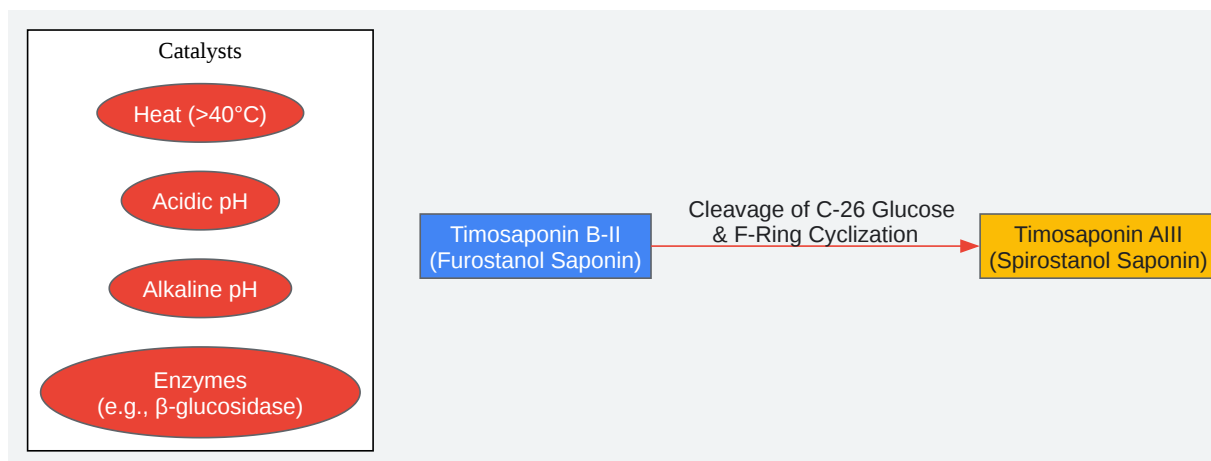 Catalysts
Heat (>40°C)
Acidic pH
Alkaline pH
Enzymes
(e.g., β-glucosidase)
Timosaponin B-II
(Furostanol Saponin)
Cleavage of C-26 Glucose
& F-Ring Cyclization
Timosaponin AIII
(Spirostanol Saponin)